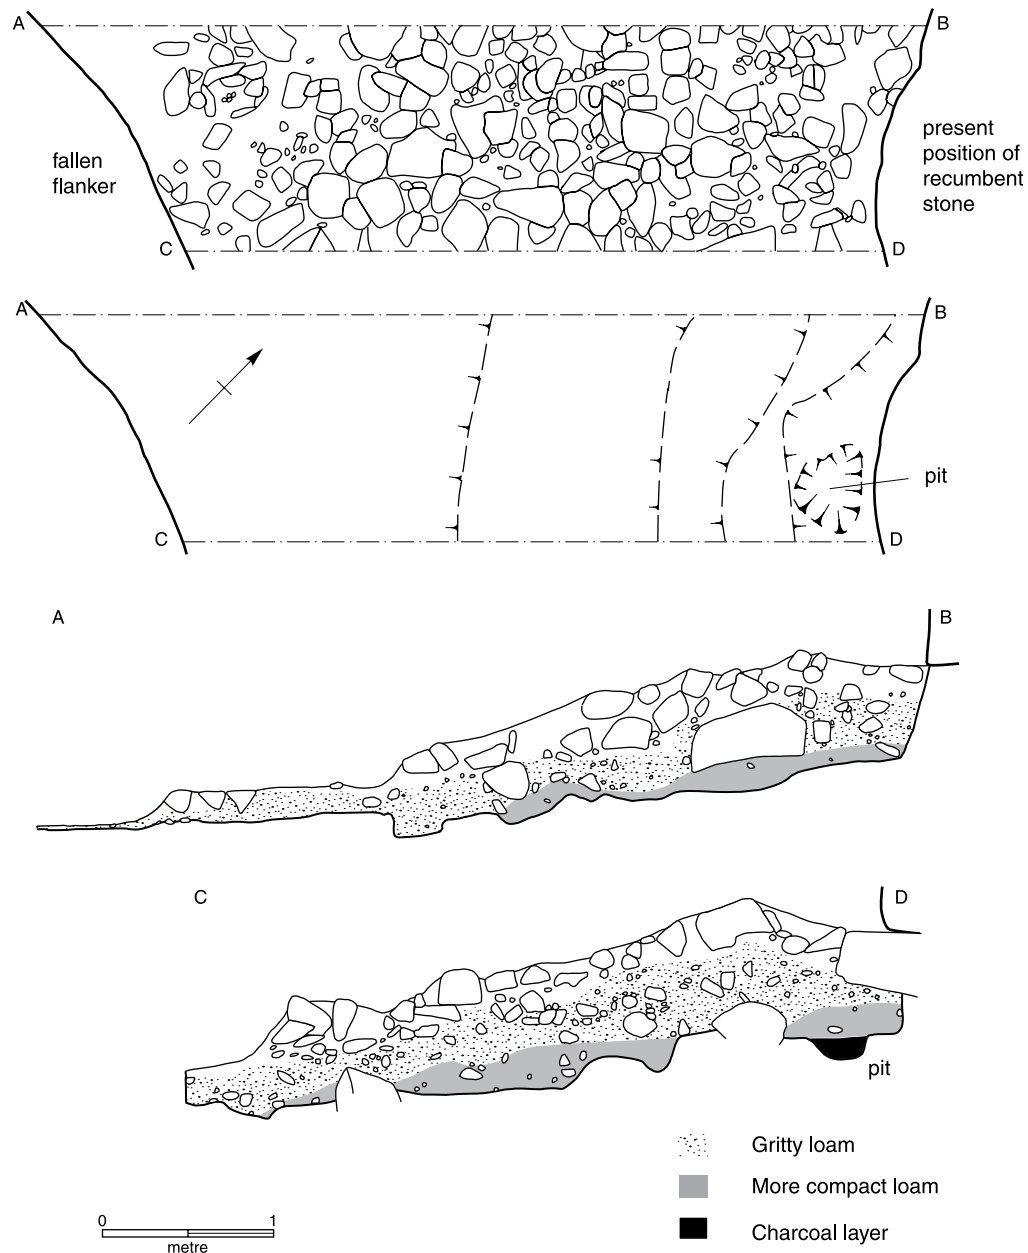 A
B
fallen
flanker
present
position of
recumbent
stone
C
D
A
B
pit
C
D
A
B
C
D
pit
Gritty loam
More compact loam
Charcoal layer
0 1
metre